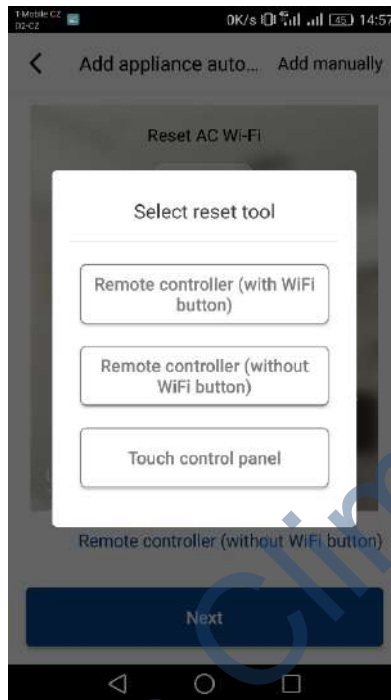 T-Mobile CZ
O2-CZ
0K/s 4G 45 14:57
Add appliance auto... Add manually
Reset AC Wi-Fi
Select reset tool
Remote controller (with WiFi
button)
Remote controller (without
WiFi button)
Touch control panel
Remote controller (without WiFi button)
Next
Clim